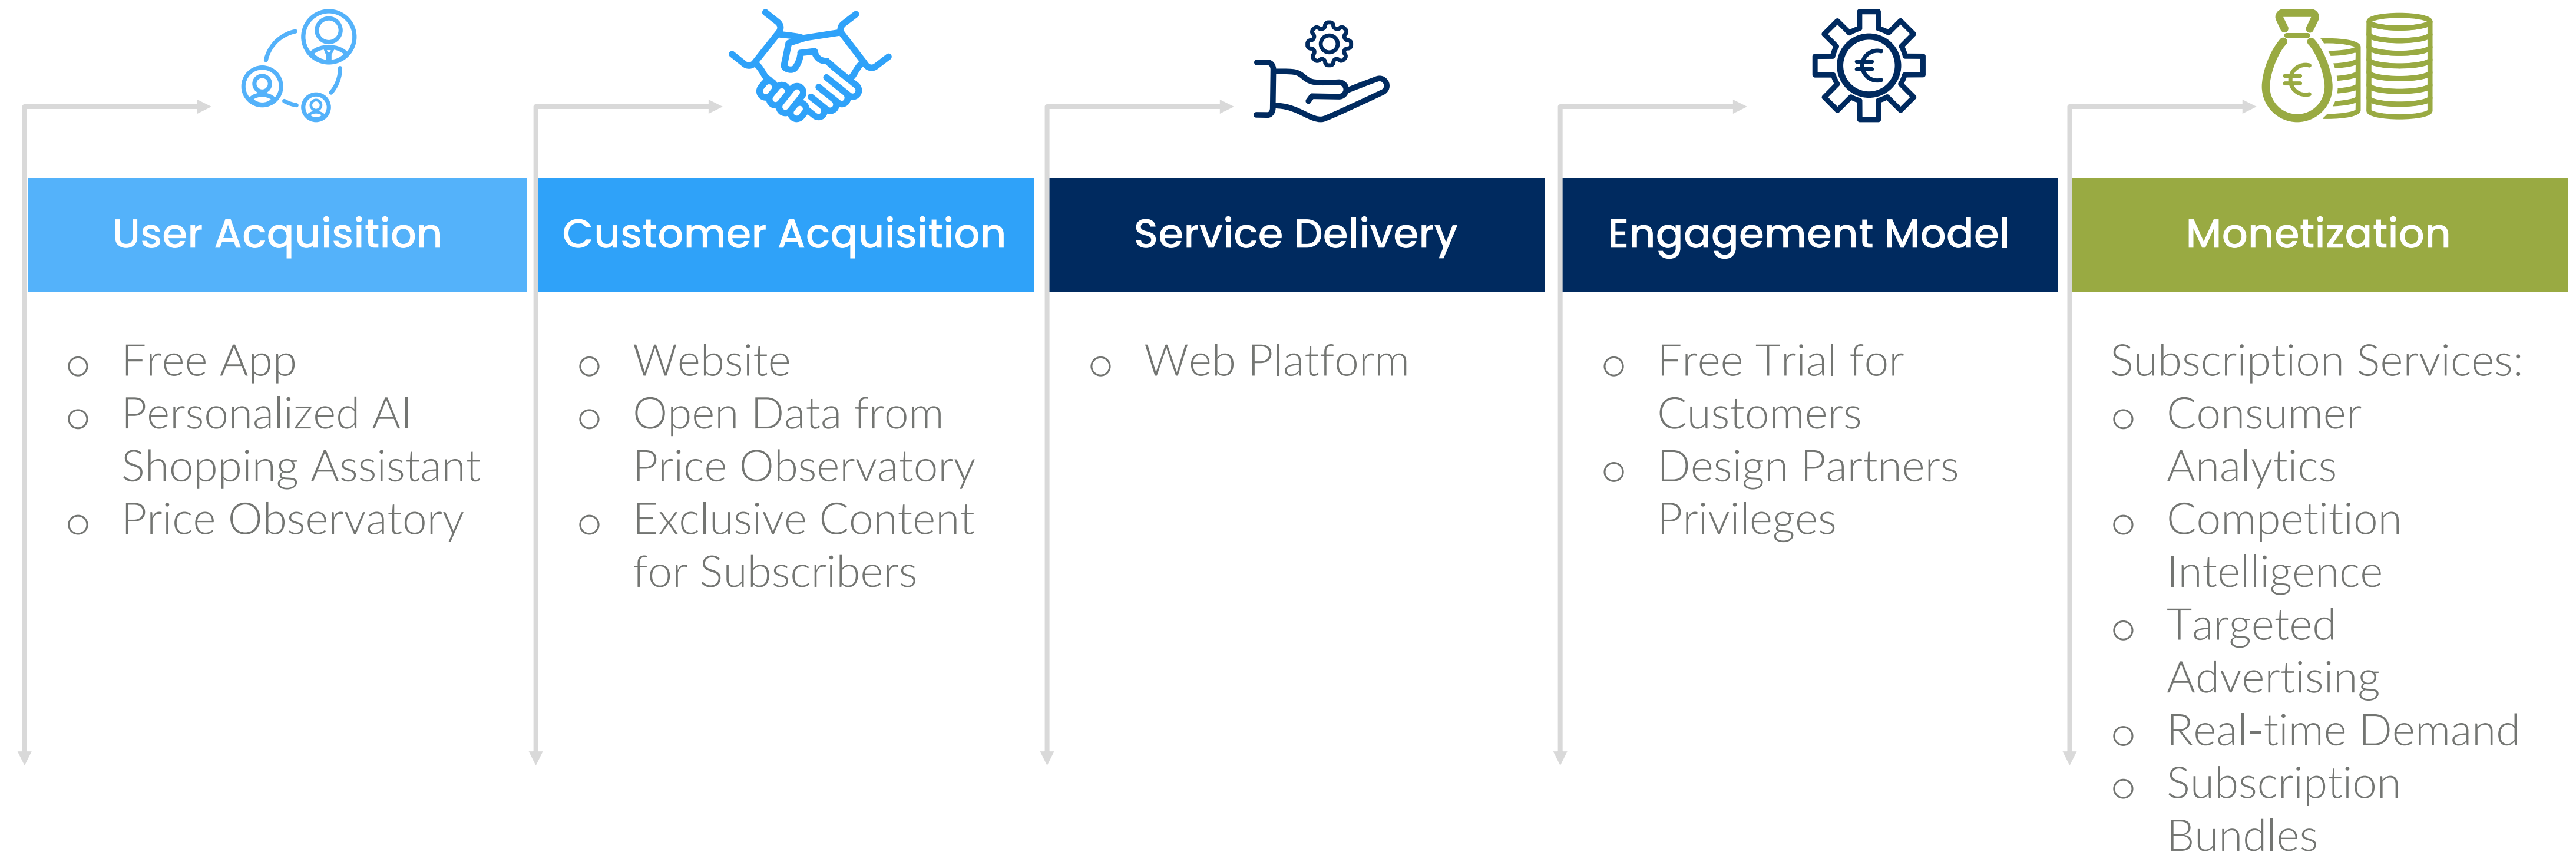 User Acquisition
Free App
Personalized AI
Shopping Assistant
Price Observatory
Customer Acquisition
Website
Open Data from
Price Observatory
Exclusive Content
for Subscribers
Service Delivery
Web Platform
€
Engagement Model
Free Trial for
Customers
Design Partners
Privileges
€
Monetization
Subscription Services:
Consumer
Analytics
Competition
Intelligence
Targeted
Advertising
Real-time Demand
Subscription
Bundles